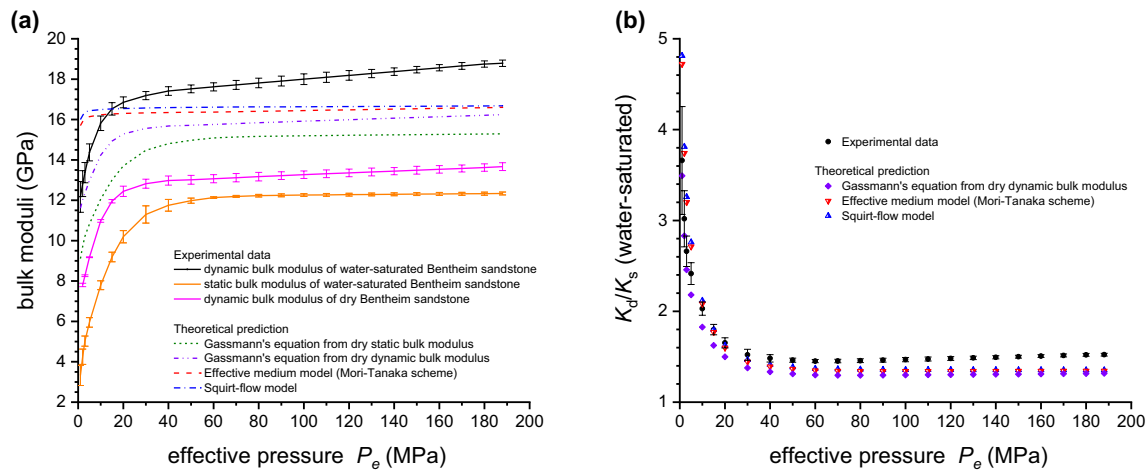 (a)
20
18
16
14
12
10
8
6
4
2
bulk moduli (GPa)
Experimental data
dynamic bulk modulus of water-saturated Bentheim sandstone
static bulk modulus of water-saturated Bentheim sandstone
dynamic bulk modulus of dry Bentheim sandstone
Theoretical prediction
Gassmann's equation from dry static bulk modulus
Gassmann's equation from dry dynamic bulk modulus
Effective medium model (Mori-Tanaka scheme)
Squirt-flow model
0 20 40 60 80 100 120 140 160 180 200
effective pressure Pe (MPa)
(b)
5
4
3
2
1
Kd/Ks (water-saturated)
Experimental data
Theoretical prediction
Gassmann's equation from dry dynamic bulk modulus
Effective medium model (Mori-Tanaka scheme)
Squirt-flow model
0 20 40 60 80 100 120 140 160 180 200
effective pressure Pe (MPa)